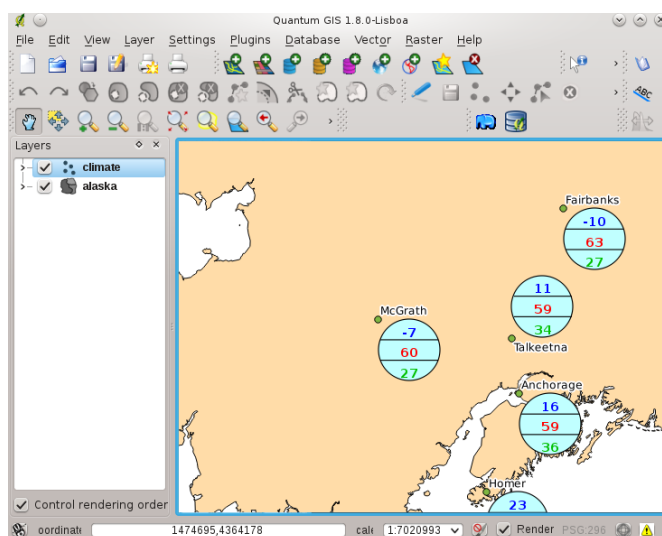 Quantum GIS 1.8.0-Lisboa
File Edit View Layer Settings Plugins Database Vector Raster Help
ABC
Layers
climate
alaska
Fairbanks
-10
63
27
11
59
34
Talkeetna
McGrath
-7
60
27
Anchorage
16
59
36
Homer
23
Control rendering order
oordinate 1474695,4364178 cale 1:7020993 Render PSG:296